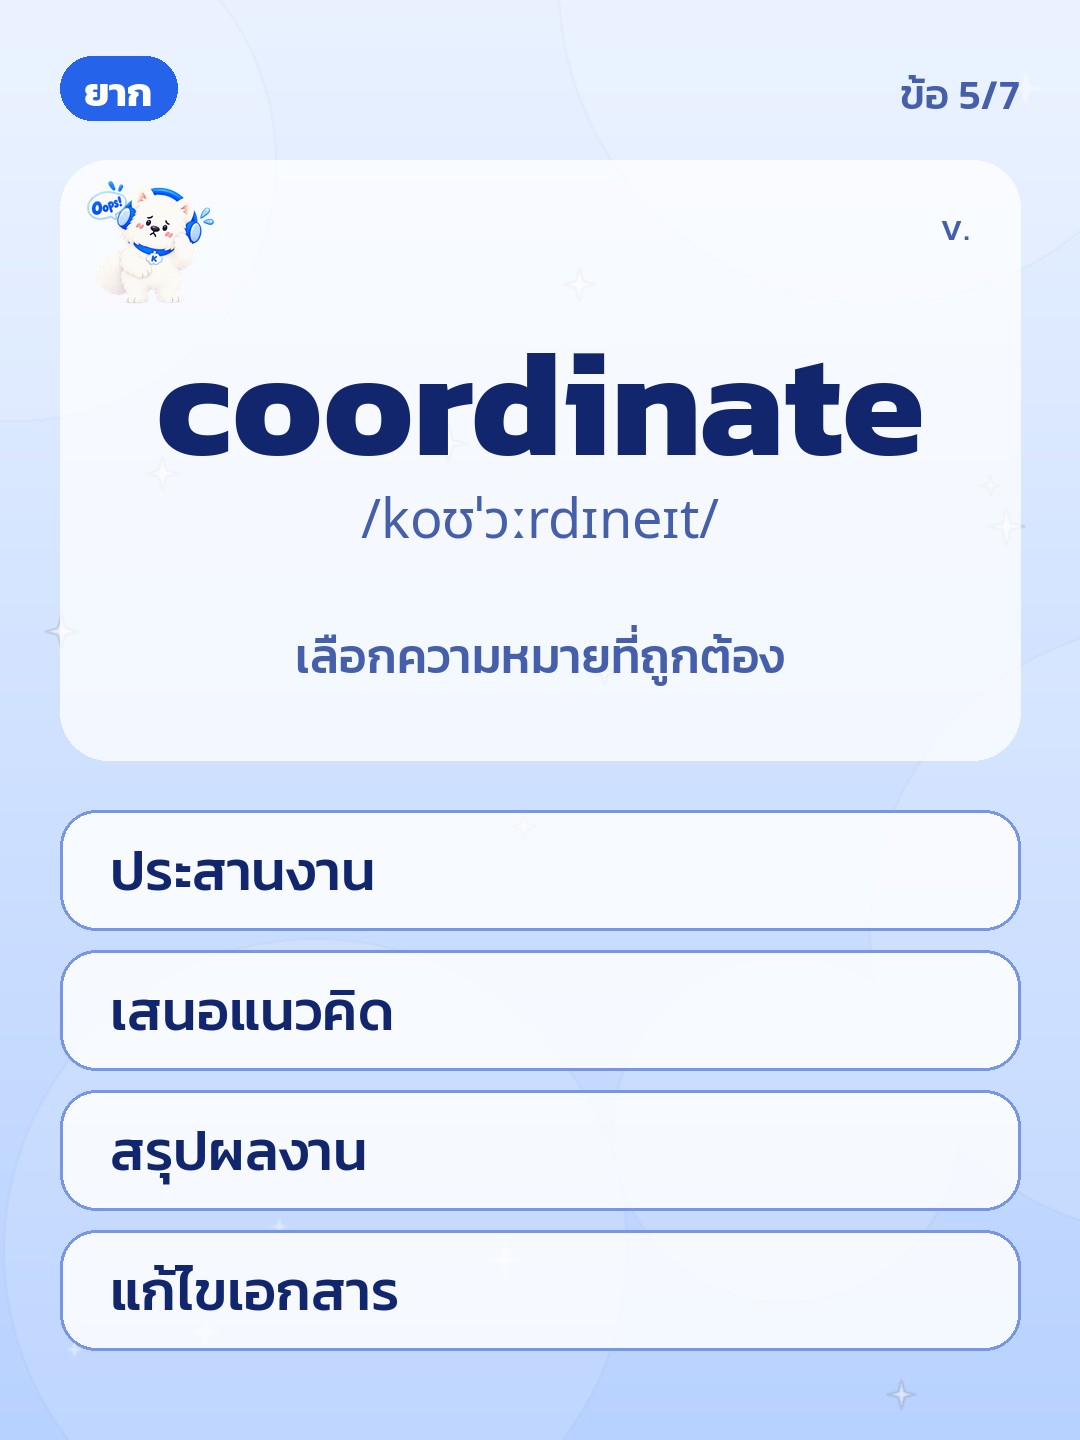 ยาก
ข้อ 5/7
Oops!
K
v.
coordinate
/koʊˈɔːrdɪneɪt/
เลือกความหมายที่ถูกต้อง
ประสานงาน
เสนอแนวคิด
สรุปผลงาน
แก้ไขเอกสาร